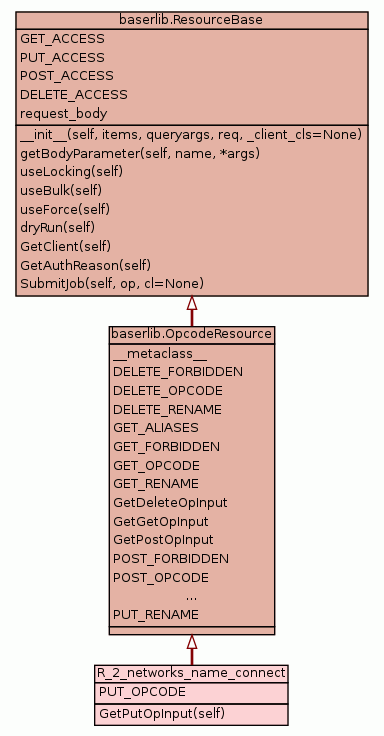 baserlib.ResourceBase
GET_ACCESS
PUT_ACCESS
POST_ACCESS
DELETE_ACCESS
request_body
__init__(self, items, queryargs, req, _client_cls=None)
getBodyParameter(self, name, *args)
useLocking(self)
useBulk(self)
useForce(self)
dryRun(self)
GetClient(self)
GetAuthReason(self)
SubmitJob(self, op, cl=None)
baserlib.OpcodeResource
__metaclass__
DELETE_FORBIDDEN
DELETE_OPCODE
DELETE_RENAME
GET_ALIASES
GET_FORBIDDEN
GET_OPCODE
GET_RENAME
GetDeleteOpInput
GetGetOpInput
GetPostOpInput
POST_FORBIDDEN
POST_OPCODE
...
PUT_RENAME
R_2_networks_name_connect
PUT_OPCODE
GetPutOpInput(self)